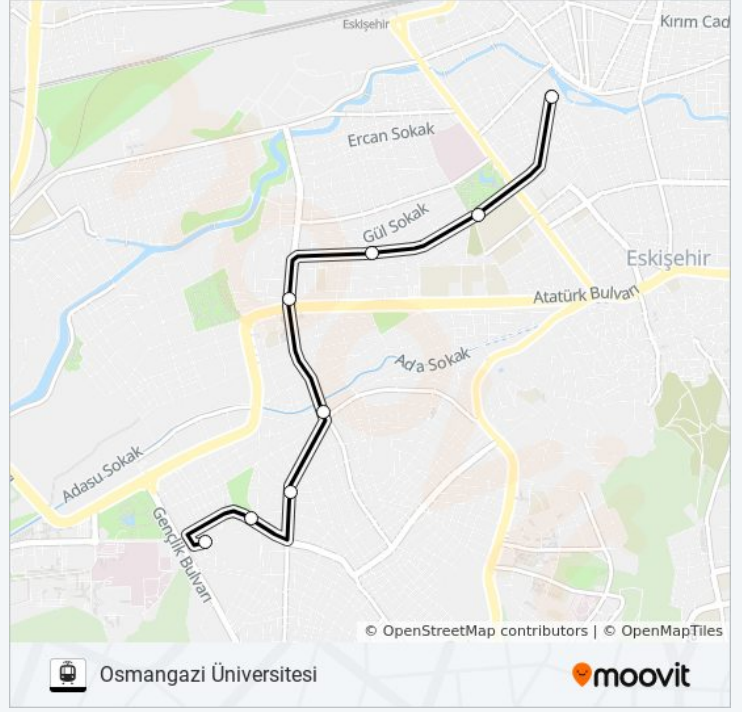 Eskişehir
Kırım Cad
Ercan Sokak
Gül Sokak
Eskişehir
Atatürk Bulvarı
Ada Sokak
Adasu Sokak
Gençlik Bulvarı
© OpenStreetMap contributors | © OpenMapTiles
Osmangazi Üniversitesi
moovit